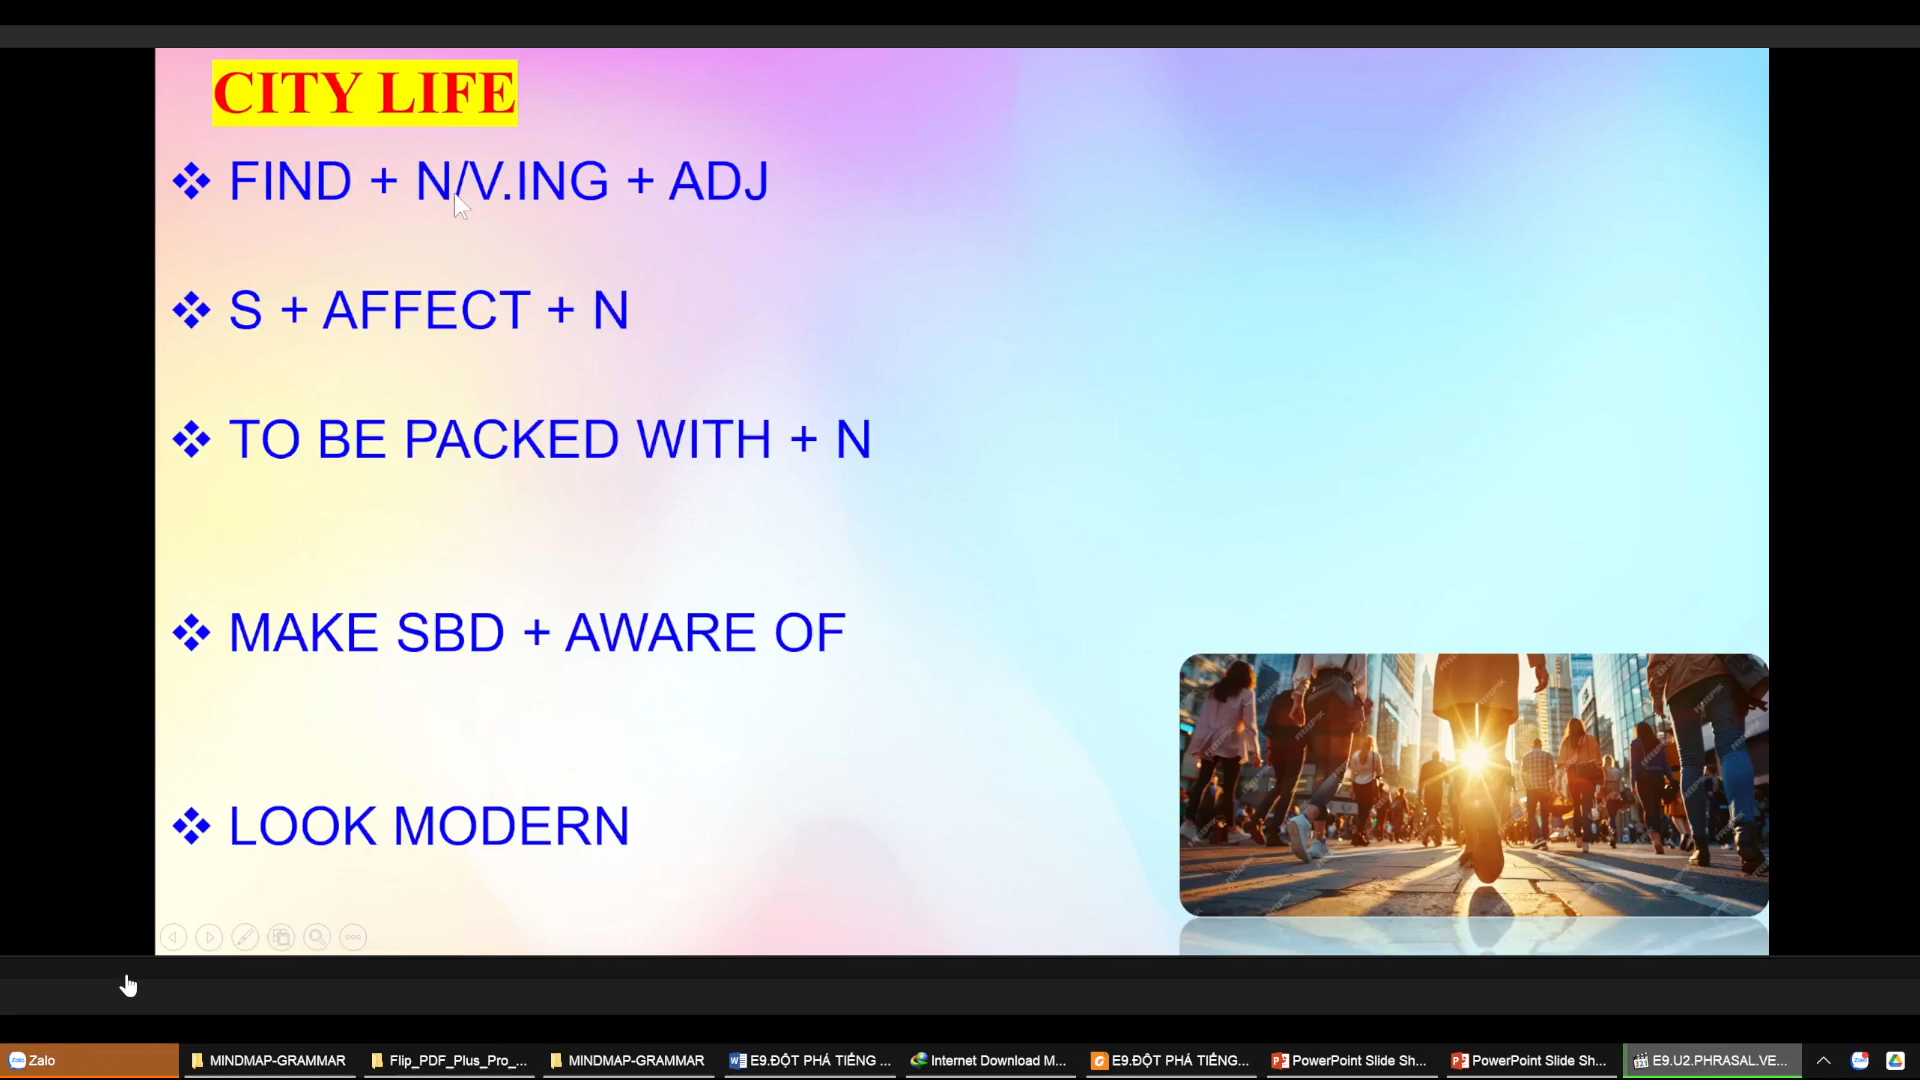 CITY LIFE
FIND + N/V.ING + ADJ
S + AFFECT + N
TO BE PACKED WITH + N
MAKE SBD + AWARE OF
LOOK MODERN
Zalo
MINDMAP-GRAMMAR
Flip_PDF_Plus_Pro_...
MINDMAP-GRAMMAR
E9.ĐỘT PHÁ TIẾNG ...
Internet Download M...
E9.ĐỘT PHÁ TIẾNG...
PowerPoint Slide Sh...
PowerPoint Slide Sh...
E9.U2.PHRASAL.VE...